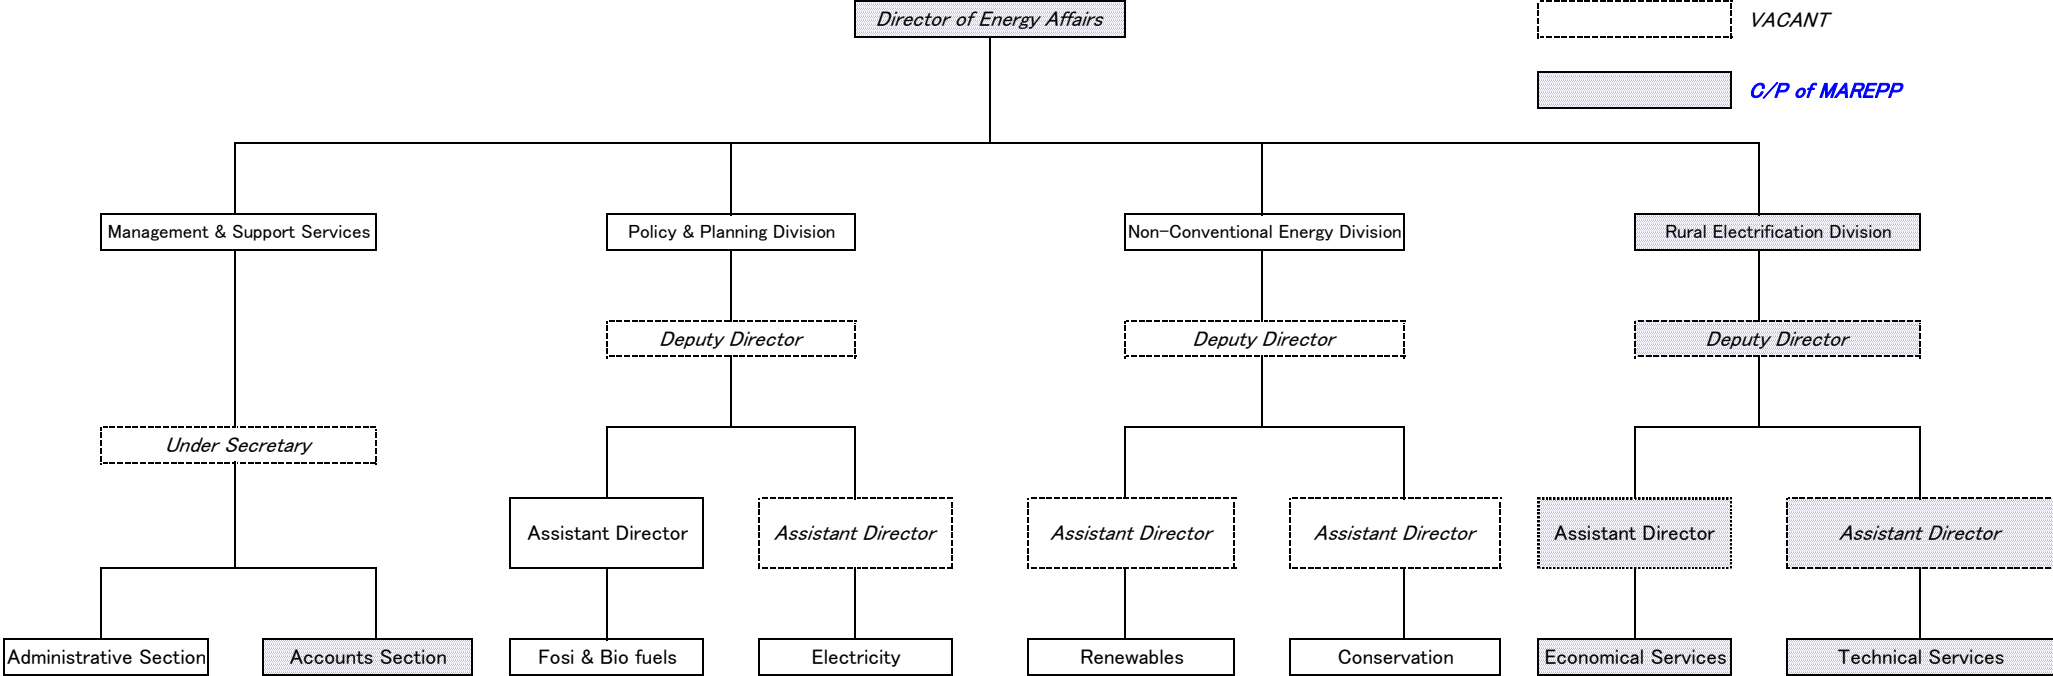 Director of Energy Affairs
VACANT
C/P of MAREPP
Management & Support Services
Policy & Planning Division
Non-Conventional Energy Division
Rural Electrification Division
Deputy Director
Deputy Director
Deputy Director
Under Secretary
Assistant Director
Assistant Director
Assistant Director
Assistant Director
Assistant Director
Assistant Director
Administrative Section
Accounts Section
Fosi & Bio fuels
Electricity
Renewables
Conservation
Economical Services
Technical Services